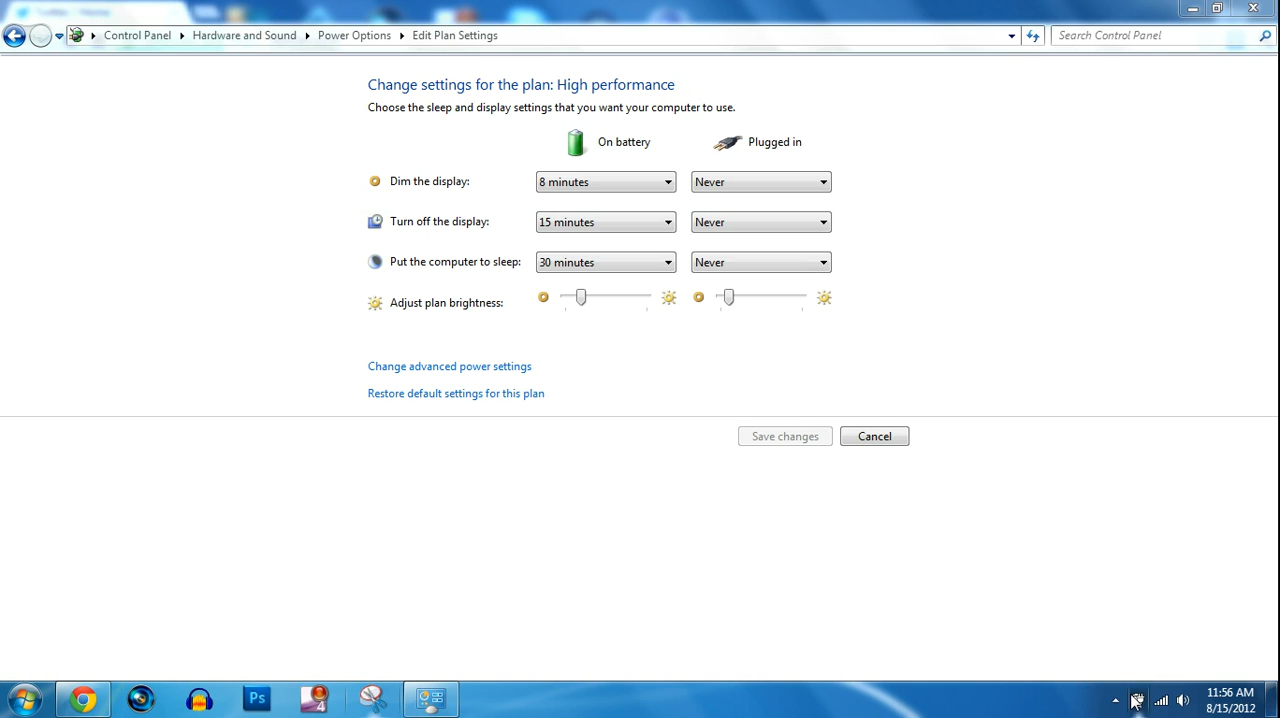 Control Panel Hardware and Sound Power Options Edit Plan Settings
Search Control Panel
Change settings for the plan: High performance
Choose the sleep and display settings that you want your computer to use.
On battery Plugged in
Dim the display: 8 minutes Never
Turn off the display: 15 minutes Never
Put the computer to sleep: 30 minutes Never
Adjust plan brightness:
Change advanced power settings
Restore default settings for this plan
Save changes Cancel
Ps
4
11:56 AM
8/15/2012